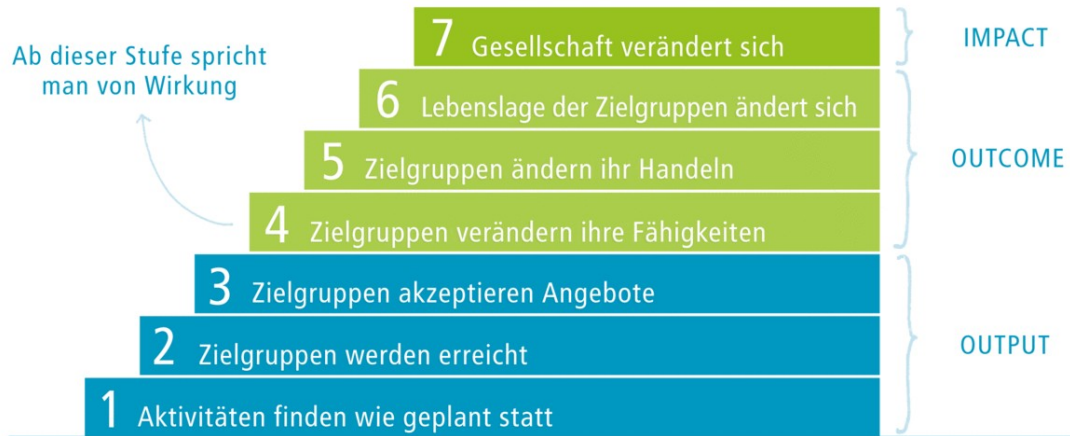 7 Gesellschaft verändert sich
IMPACT
Ab dieser Stufe spricht
man von Wirkung
6 Lebenslage der Zielgruppen ändert sich
5 Zielgruppen ändern ihr Handeln
OUTCOME
4 Zielgruppen verändern ihre Fähigkeiten
3 Zielgruppen akzeptieren Angebote
2 Zielgruppen werden erreicht
OUTPUT
1 Aktivitäten finden wie geplant statt